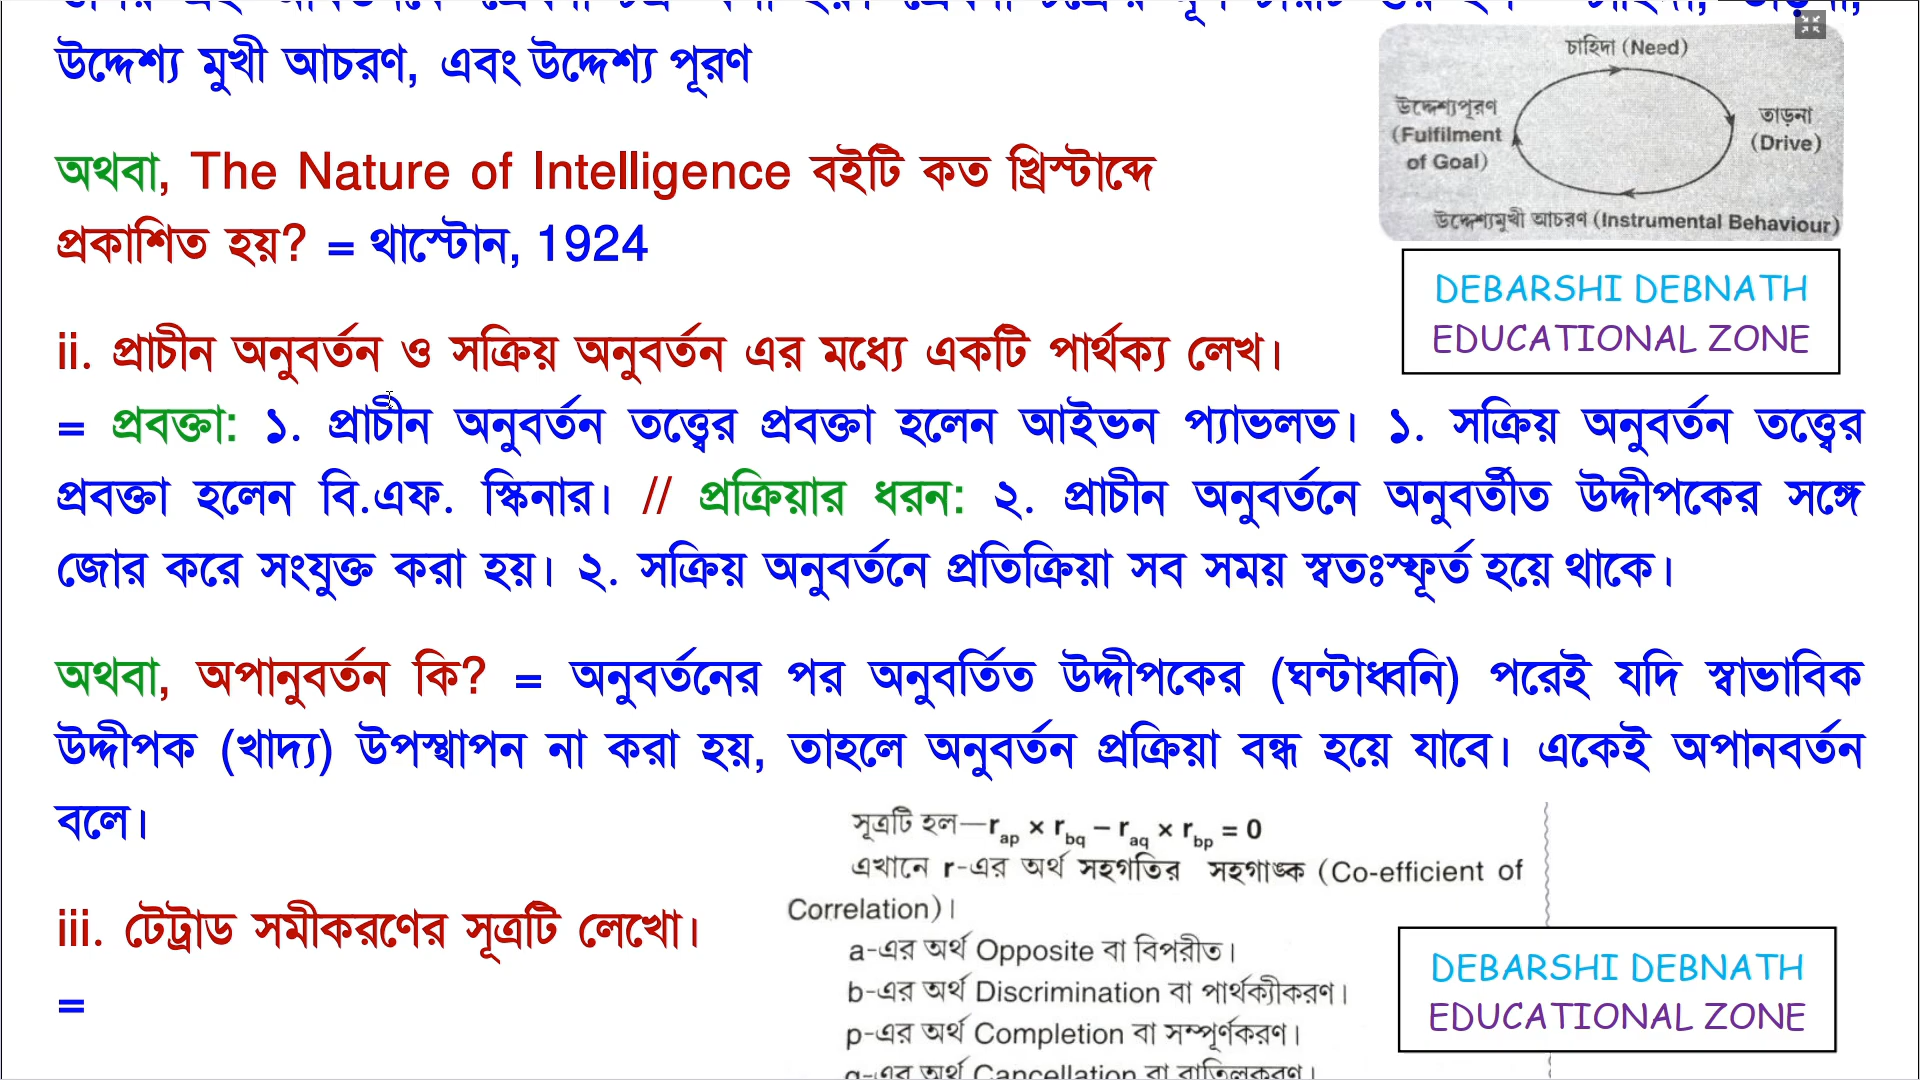 উদ্দেশ্য মুখী আচরণ, এবং উদ্দেশ্য পূরণ
চাহিদা (Need)
উদ্দেশ্যপূরণ
(Fulfilment
of Goal)
তাড়না
(Drive)
উদ্দেশ্যমুখী আচরণ (Instrumental Behaviour)
অথবা, The Nature of Intelligence বইটি কত খ্রিস্টাব্দে
প্রকাশিত হয়? = থার্স্টোন, 1924
DEBARSHI DEBNATH
EDUCATIONAL ZONE
ii. প্রাচীন অনুবর্তন ও সক্রিয় অনুবর্তন এর মধ্যে একটি পার্থক্য লেখ।
= প্রবক্তা: ১. প্রাচীন অনুবর্তন তত্ত্বের প্রবক্তা হলেন আইভন প্যাভলভ। ১. সক্রিয় অনুবর্তন তত্ত্বের
প্রবক্তা হলেন বি.এফ. স্কিনার। // প্রক্রিয়ার ধরন: ২. প্রাচীন অনুবর্তনে অনুবর্তীত উদ্দীপকের সঙ্গে
জোর করে সংযুক্ত করা হয়। ২. সক্রিয় অনুবর্তনে প্রতিক্রিয়া সব সময় স্বতঃস্ফূর্ত হয়ে থাকে।
অথবা, অপানুবর্তন কি? = অনুবর্তনের পর অনুবর্তিত উদ্দীপকের (ঘন্টাধ্বনি) পরেই যদি স্বাভাবিক
উদ্দীপক (খাদ্য) উপস্থাপন না করা হয়, তাহলে অনুবর্তন প্রক্রিয়া বন্ধ হয়ে যাবে। একেই অপানবর্তন
বলে।
সূত্রটি হল—r_ap × r_bq – r_aq × r_bp = 0
এখানে r-এর অর্থ সহগতির সহগাঙ্ক (Co-efficient of
Correlation)।
a-এর অর্থ Opposite বা বিপরীত।
b-এর অর্থ Discrimination বা পার্থক্যীকরণ।
p-এর অর্থ Completion বা সম্পূর্ণকরণ।
q-এর অর্থ Cancellation বা বাতিলকরণ।
iii. টেট্রাড সমীকরণের সূত্রটি লেখো।
=
DEBARSHI DEBNATH
EDUCATIONAL ZONE